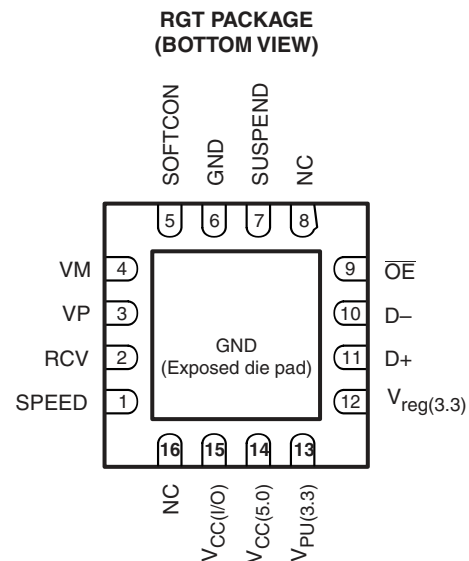 RGT PACKAGE
(BOTTOM VIEW)
SOFTCON
GND
SUSPEND
NC
5
6
7
8
VM
4
9
OE
VP
3
10
D–
RCV
2
11
D+
SPEED
1
12
Vreg(3.3)
GND
(Exposed die pad)
16
15
14
13
NC
VCC(I/O)
VCC(5.0)
VPU(3.3)